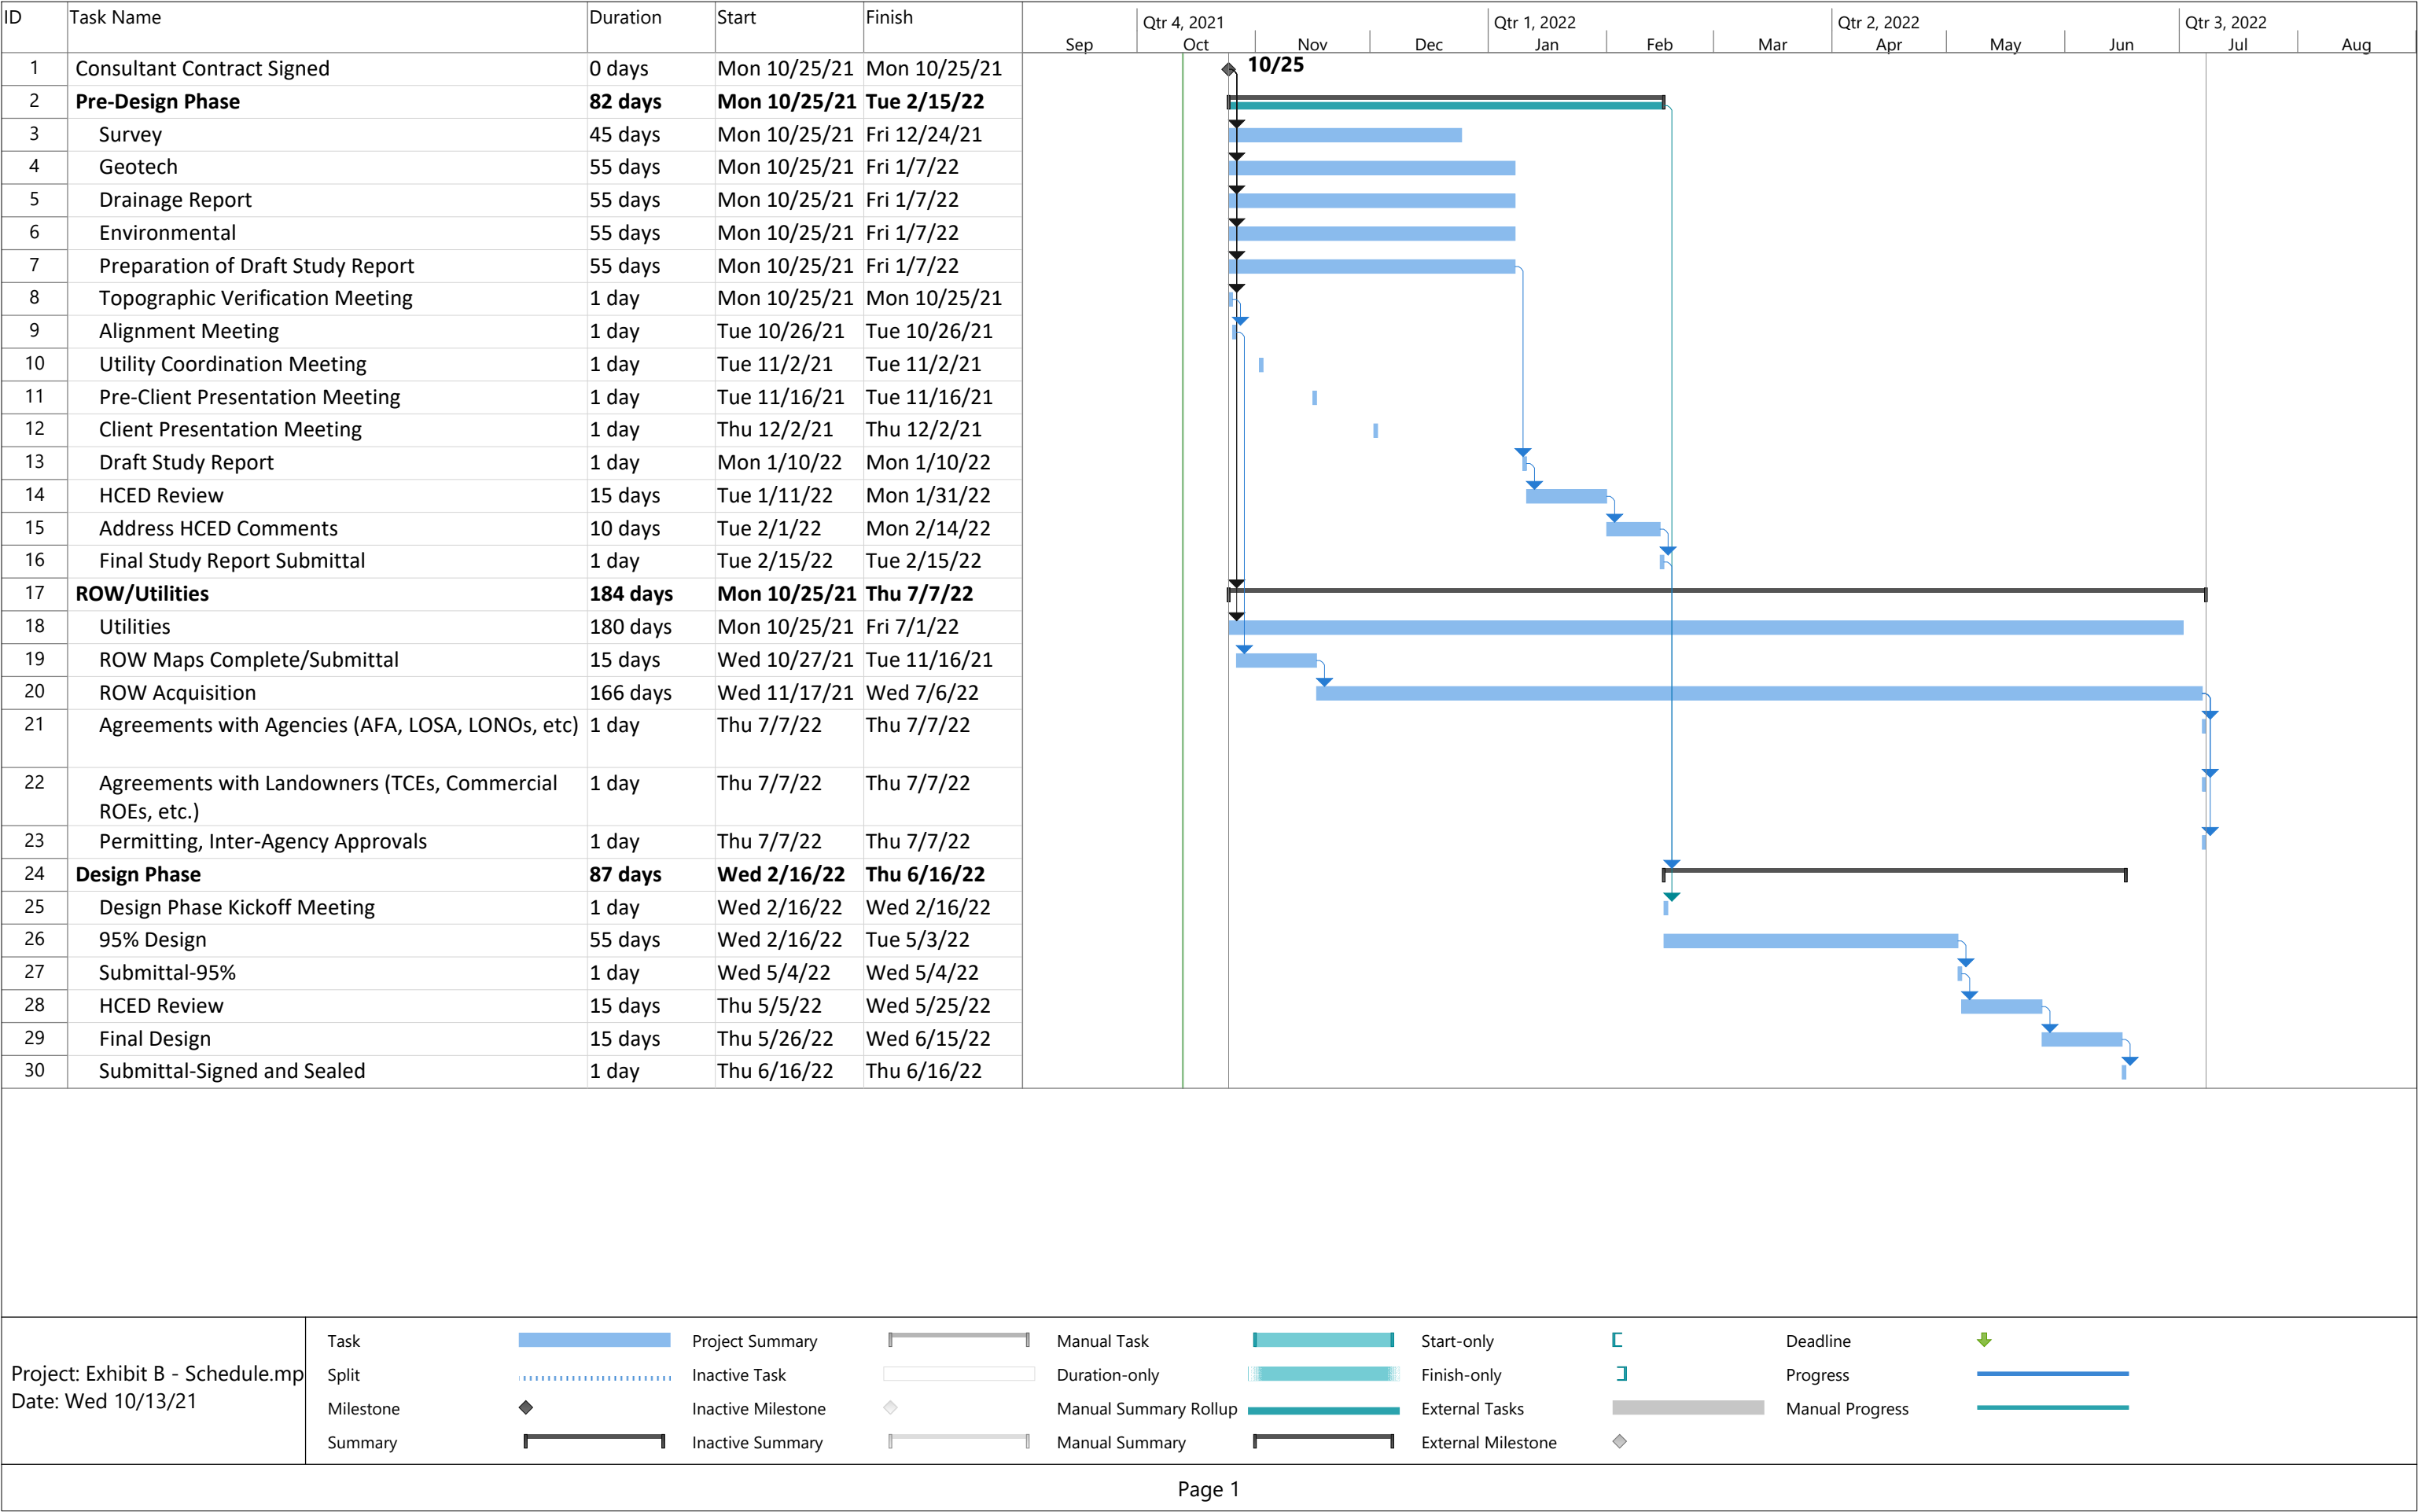 ID Task Name Duration Start Finish
Qtr 4, 2021 Qtr 1, 2022 Qtr 2, 2022 Qtr 3, 2022
Sep Oct Nov Dec Jan Feb Mar Apr May Jun Jul Aug
1 Consultant Contract Signed 0 days Mon 10/25/21 Mon 10/25/21 10/25
2 Pre-Design Phase 82 days Mon 10/25/21 Tue 2/15/22
3 Survey 45 days Mon 10/25/21 Fri 12/24/21
4 Geotech 55 days Mon 10/25/21 Fri 1/7/22
5 Drainage Report 55 days Mon 10/25/21 Fri 1/7/22
6 Environmental 55 days Mon 10/25/21 Fri 1/7/22
7 Preparation of Draft Study Report 55 days Mon 10/25/21 Fri 1/7/22
8 Topographic Verification Meeting 1 day Mon 10/25/21 Mon 10/25/21
9 Alignment Meeting 1 day Tue 10/26/21 Tue 10/26/21
10 Utility Coordination Meeting 1 day Tue 11/2/21 Tue 11/2/21
11 Pre-Client Presentation Meeting 1 day Tue 11/16/21 Tue 11/16/21
12 Client Presentation Meeting 1 day Thu 12/2/21 Thu 12/2/21
13 Draft Study Report 1 day Mon 1/10/22 Mon 1/10/22
14 HCED Review 15 days Tue 1/11/22 Mon 1/31/22
15 Address HCED Comments 10 days Tue 2/1/22 Mon 2/14/22
16 Final Study Report Submittal 1 day Tue 2/15/22 Tue 2/15/22
17 ROW/Utilities 184 days Mon 10/25/21 Thu 7/7/22
18 Utilities 180 days Mon 10/25/21 Fri 7/1/22
19 ROW Maps Complete/Submittal 15 days Wed 10/27/21 Tue 11/16/21
20 ROW Acquisition 166 days Wed 11/17/21 Wed 7/6/22
21 Agreements with Agencies (AFA, LOSA, LONOs, etc) 1 day Thu 7/7/22 Thu 7/7/22
22 Agreements with Landowners (TCEs, Commercial 1 day Thu 7/7/22 Thu 7/7/22
ROEs, etc.)
23 Permitting, Inter-Agency Approvals 1 day Thu 7/7/22 Thu 7/7/22
24 Design Phase 87 days Wed 2/16/22 Thu 6/16/22
25 Design Phase Kickoff Meeting 1 day Wed 2/16/22 Wed 2/16/22
26 95% Design 55 days Wed 2/16/22 Tue 5/3/22
27 Submittal-95% 1 day Wed 5/4/22 Wed 5/4/22
28 HCED Review 15 days Thu 5/5/22 Wed 5/25/22
29 Final Design 15 days Thu 5/26/22 Wed 6/15/22
30 Submittal-Signed and Sealed 1 day Thu 6/16/22 Thu 6/16/22
Project: Exhibit B - Schedule.mp
Date: Wed 10/13/21
Task Project Summary Manual Task Start-only Deadline
Split Inactive Task Duration-only Finish-only Progress
Milestone Inactive Milestone Manual Summary Rollup External Tasks Manual Progress
Summary Inactive Summary Manual Summary External Milestone
Page 1